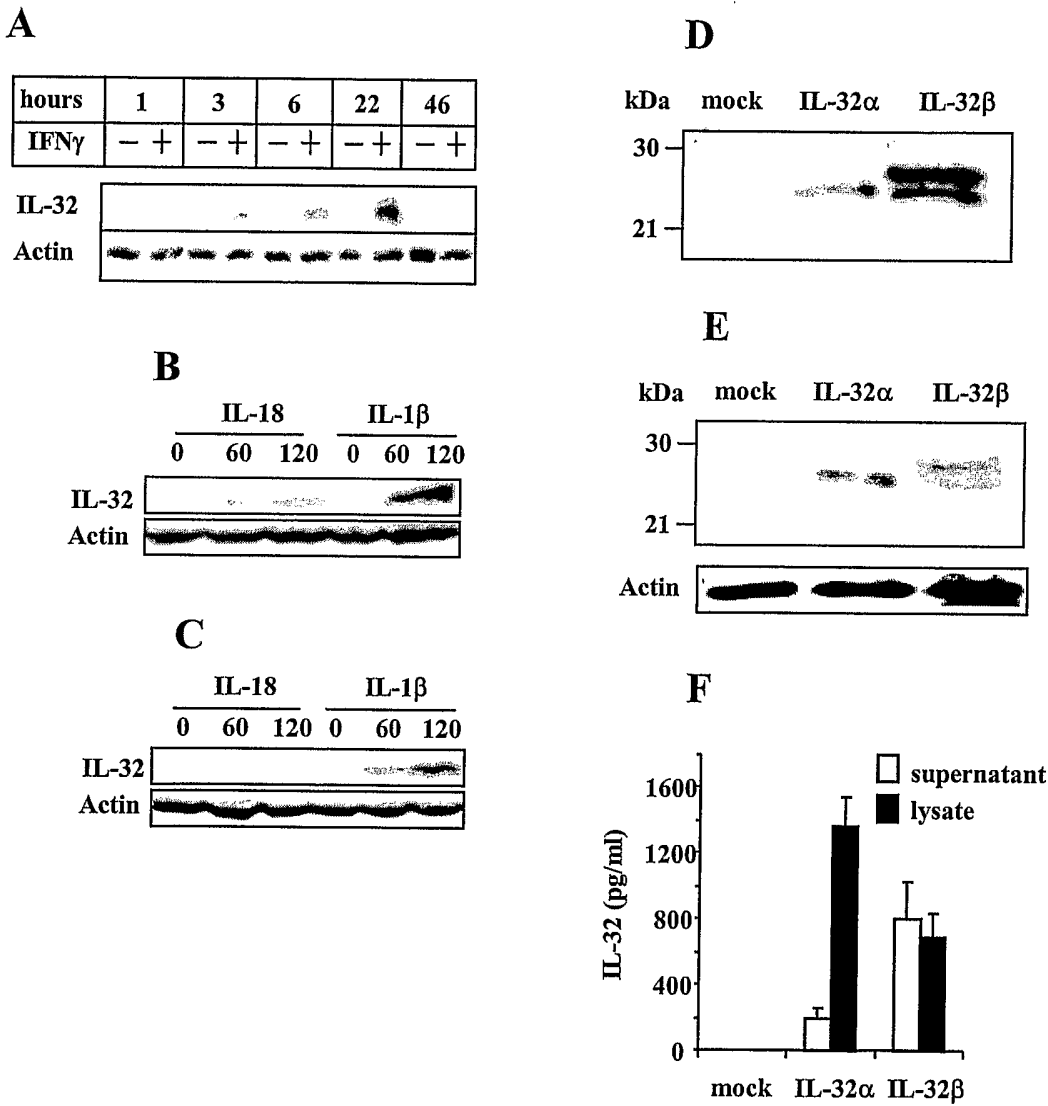 A
hours 1 3 6 22 46
IFNγ − + − + − + − + − +
IL-32
Actin
B
IL-18 IL-1β
0 60 120 0 60 120
IL-32
Actin
C
IL-18 IL-1β
0 60 120 0 60 120
IL-32
Actin
D
kDa mock IL-32α IL-32β
30
21
E
kDa mock IL-32α IL-32β
30
21
Actin
F
supernatant
lysate
IL-32 (pg/ml)
1600
1200
800
400
0
mock IL-32α IL-32β